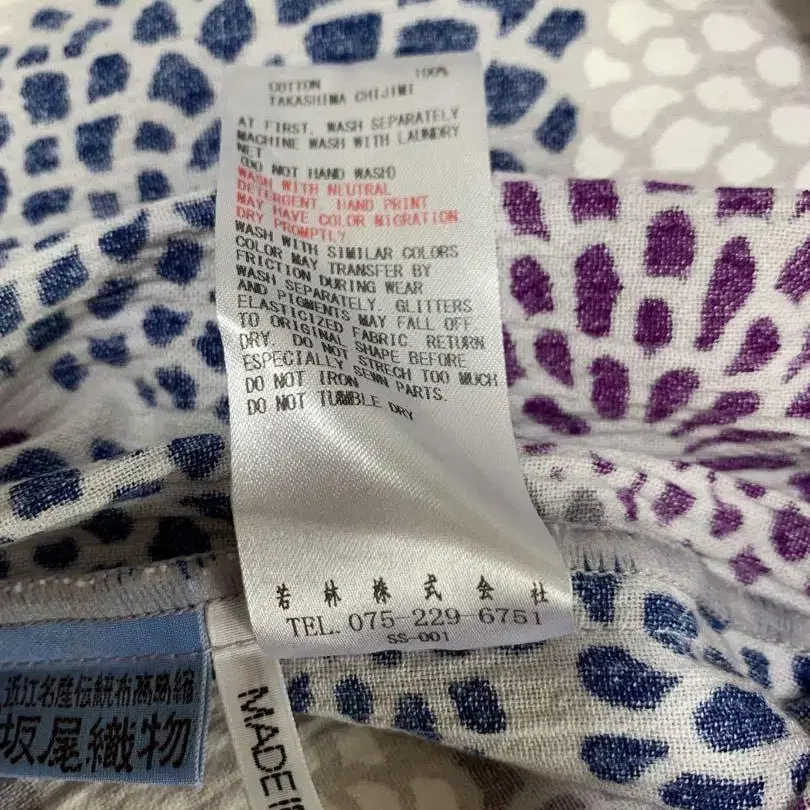 COTTON 100%
TAKASHIMA CHIJIMI
AT FIRST, WASH SEPARATELY
MACHINE WASH WITH LAUNDRY
NET
(DO NOT HAND WASH)
WASH WITH NEUTRAL
DETERGENT. HAND PRINT
MAY HAVE COLOR MIGRATION.
DRY PROMPTLY
WASH WITH SIMILAR COLORS
COLOR MAY TRANSFER BY
FRICTION DURING WEAR
WASH SEPARATELY. GLITTERS
AND PIGMENTS MAY FALL OFF
ELASTICIZED FABRIC. RETURN
TO ORIGINAL SHAPE BEFORE
DRY. DO NOT STRECH TOO MUCH
ESPECIALLY SEWN PARTS.
DO NOT IRON
DO NOT TUMBLE DRY
若林株式会社
TEL. 075-229-6751
SS-001
近江名産伝統布高島縮
坂尾織物
MADE